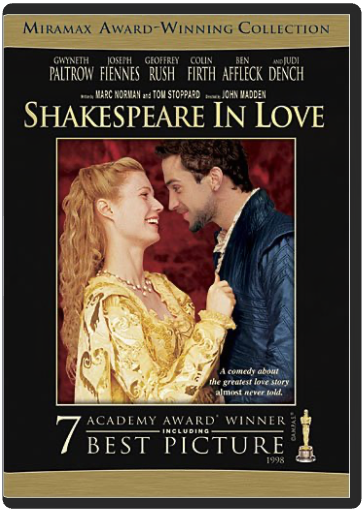 MIRAMAX AWARD-WINNING COLLECTION
GWYNETH PALTROW JOSEPH FIENNES GEOFFREY RUSH COLIN FIRTH BEN AFFLECK AND JUDI DENCH
Written by MARC NORMAN and TOM STOPPARD Directed by JOHN MADDEN
SHAKESPEARE IN LOVE
A comedy about
the greatest love story
almost never told.
7 ACADEMY AWARD® WINNER
INCLUDING
BEST PICTURE
1998